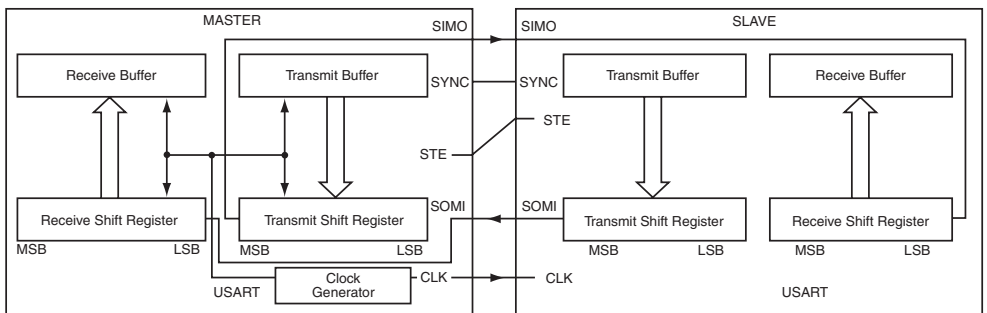 MASTER
SLAVE
SIMO
SIMO
Receive Buffer
Transmit Buffer
SYNC
SYNC
Transmit Buffer
Receive Buffer
STE
STE
SOMI
SOMI
Receive Shift Register
Transmit Shift Register
Transmit Shift Register
Receive Shift Register
MSB
LSB
MSB
LSB
MSB
LSB
MSB
LSB
USART
Clock
Generator
CLK
CLK
USART